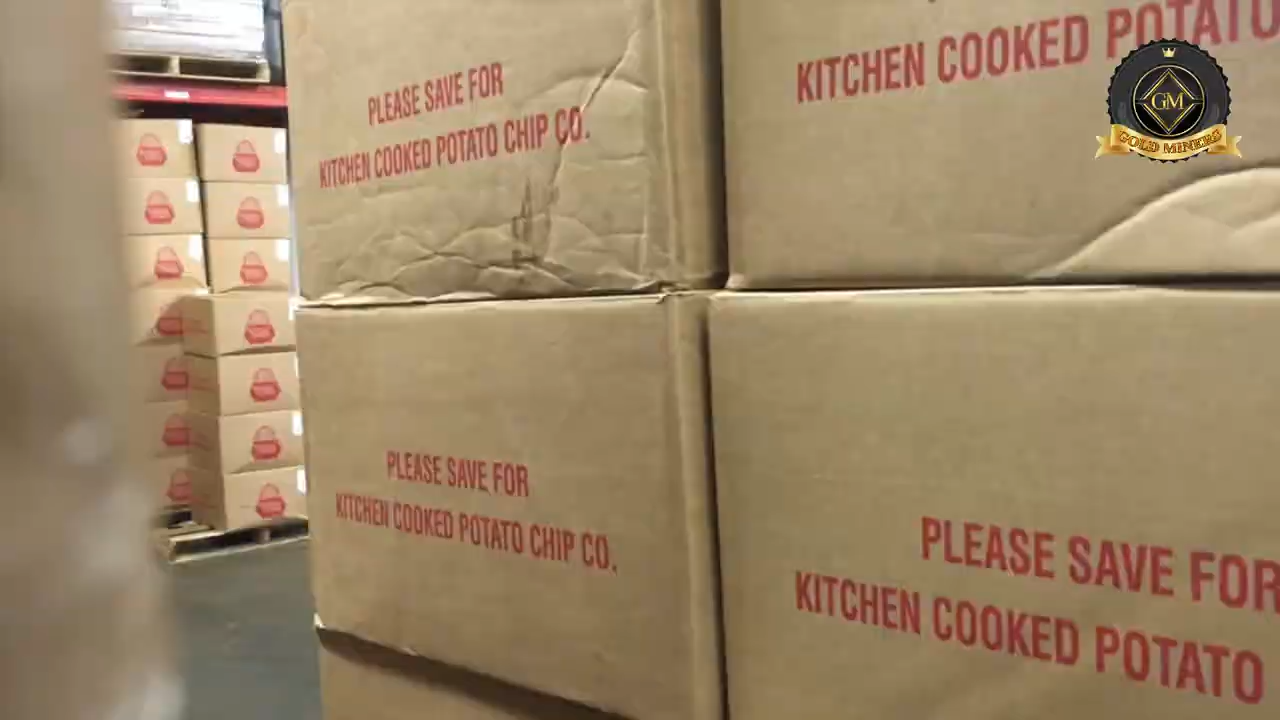 PLEASE SAVE FOR
KITCHEN COOKED POTATO CHIP CO.
KITCHEN COOKED POTATO
GM
GOLD MINERS
PLEASE SAVE FOR
KITCHEN COOKED POTATO CHIP CO.
PLEASE SAVE FOR
KITCHEN COOKED POTATO